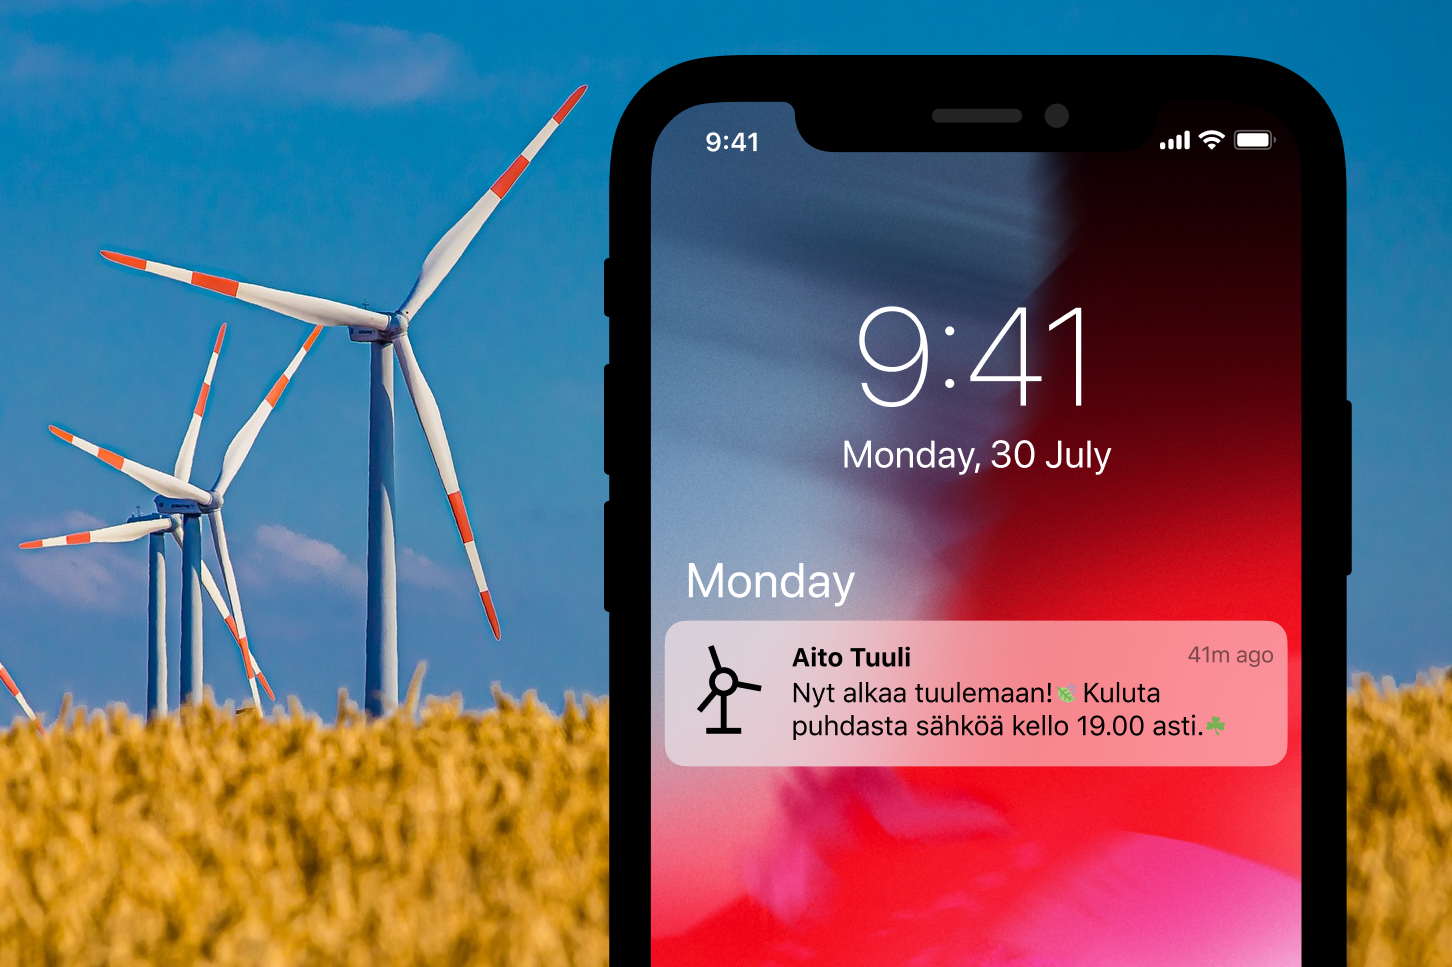 9:41
9:41
Monday, 30 July
Monday
Aito Tuuli
41m ago
Nyt alkaa tuulemaan!🍃 Kuluta
puhdasta sähköä kello 19.00 asti.☘️